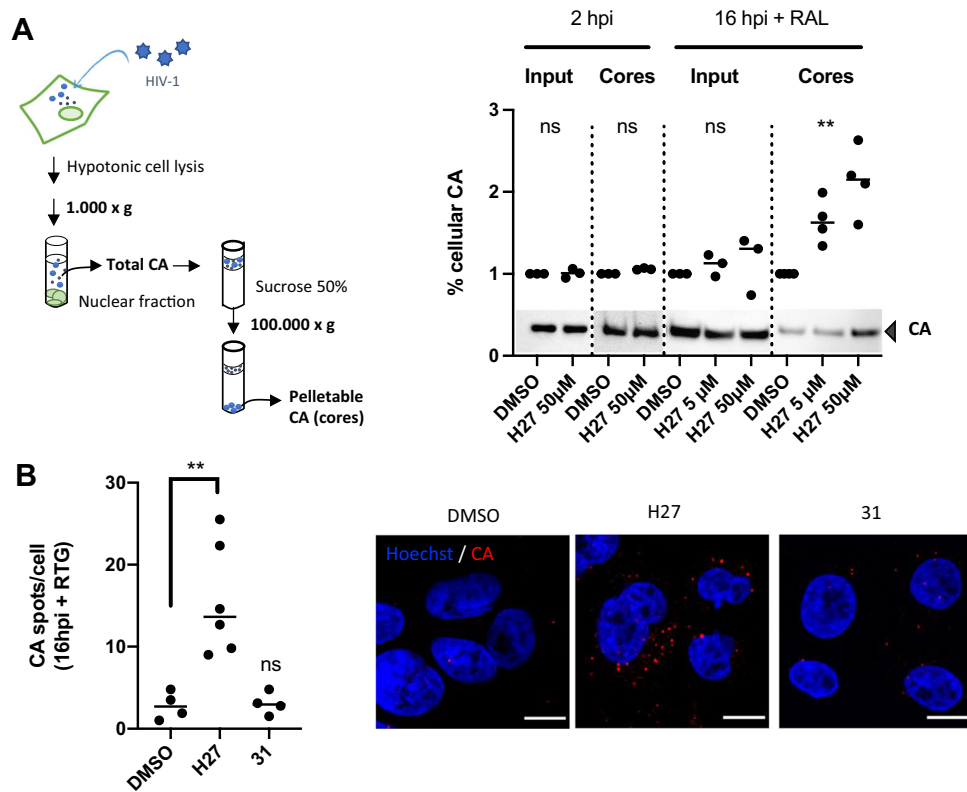 A
HIV-1
Hypotonic cell lysis
1.000 x g
Total CA
Nuclear fraction
Sucrose 50%
100.000 x g
Pelletable
CA (cores)
2 hpi
16 hpi + RAL
Input
Cores
Input
Cores
% cellular CA
3
2
1
0
ns
ns
ns
**
CA
DMSO
H27 50µM
DMSO
H27 50µM
DMSO
H27 5 µM
H27 50µM
DMSO
H27 5 µM
H27 50µM
B
CA spots/cell
(16hpi + RTG)
30
20
10
0
**
ns
DMSO
H27
31
DMSO
H27
31
Hoechst / CA